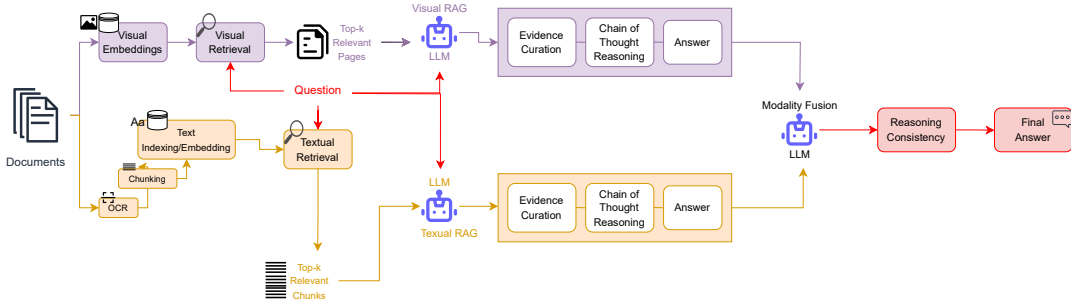 Visual RAG
Visual
Embeddings
Visual
Retrieval
Top-k
Relevant
Pages
LLM
Evidence
Curation
Chain of
Thought
Reasoning
Answer
Question
Documents
Aa
Text
Indexing/Embedding
Textual
Retrieval
Chunking
OCR
Modality Fusion
LLM
Reasoning
Consistency
Final
Answer
LLM
Texual RAG
Evidence
Curation
Chain of
Thought
Reasoning
Answer
Top-k
Relevant
Chunks